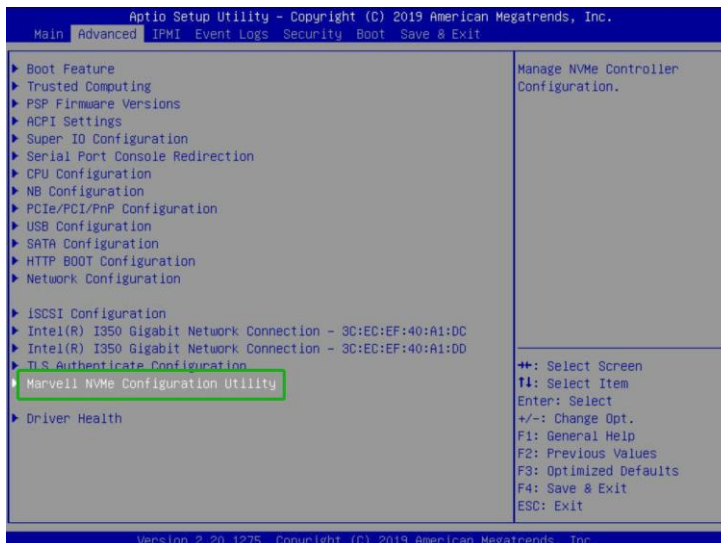 Aptio Setup Utility – Copyright (C) 2019 American Megatrends, Inc.
Main Advanced IPMI Event Logs Security Boot Save & Exit
Boot Feature
Trusted Computing
PSP Firmware Versions
ACPI Settings
Super IO Configuration
Serial Port Console Redirection
CPU Configuration
NB Configuration
PCIe/PCI/PnP Configuration
USB Configuration
SATA Configuration
HTTP BOOT Configuration
Network Configuration
iSCSI Configuration
Intel(R) I350 Gigabit Network Connection - 3C:EC:EF:40:A1:DC
Intel(R) I350 Gigabit Network Connection - 3C:EC:EF:40:A1:DD
TLS Authenticate Configuration
Marvell NVMe Configuration Utility
Driver Health
Manage NVMe Controller
Configuration.
→←: Select Screen
↑↓: Select Item
Enter: Select
+/-: Change Opt.
F1: General Help
F2: Previous Values
F3: Optimized Defaults
F4: Save & Exit
ESC: Exit
Version 2.20.1275. Copyright (C) 2019 American Megatrends, Inc.